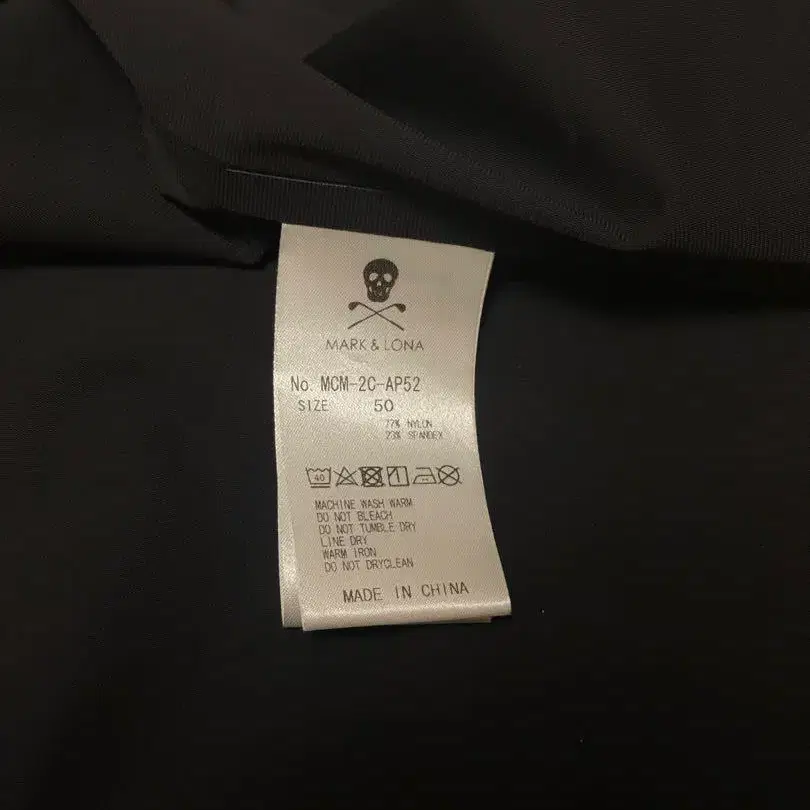 MARK & LONA
No. MCM-2C-AP52
SIZE 50
77% NYLON
23% SPANDEX
40
MACHINE WASH WARM
DO NOT BLEACH
DO NOT TUMBLE DRY
LINE DRY
WARM IRON
DO NOT DRYCLEAN
MADE IN CHINA